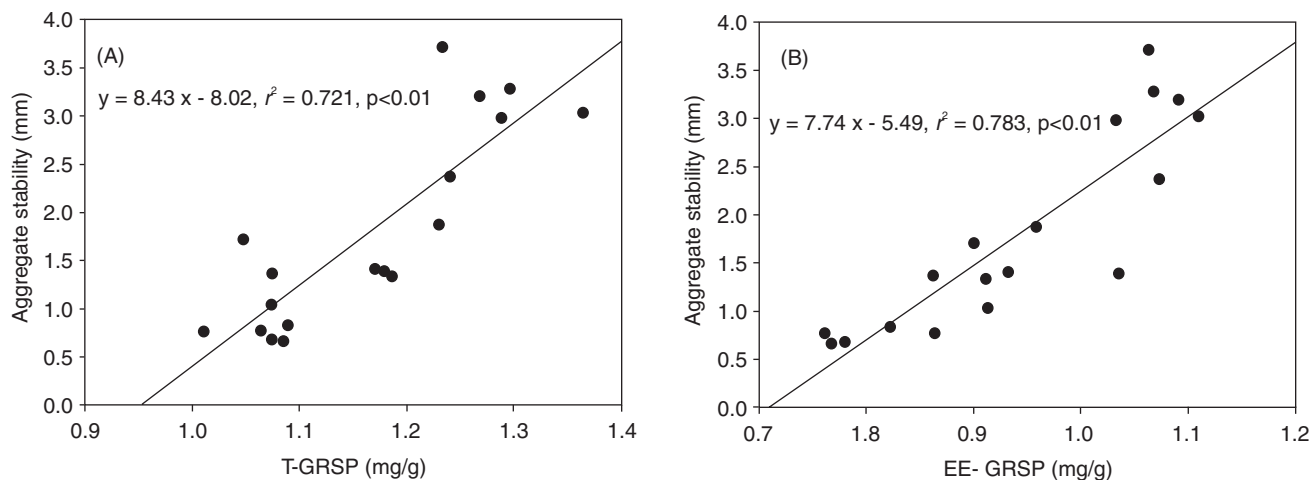 (A)
y = 8.43 x - 8.02, r² = 0.721, p<0.01
Aggregate stability (mm)
4.0
3.5
3.0
2.5
2.0
1.5
1.0
0.5
0.0
0.9 1.0 1.1 1.2 1.3 1.4
T-GRSP (mg/g)
(B)
y = 7.74 x - 5.49, r² = 0.783, p<0.01
Aggregate stability (mm)
4.0
3.5
3.0
2.5
2.0
1.5
1.0
0.5
0.0
0.7 1.8 0.9 1.0 1.1 1.2
EE- GRSP (mg/g)